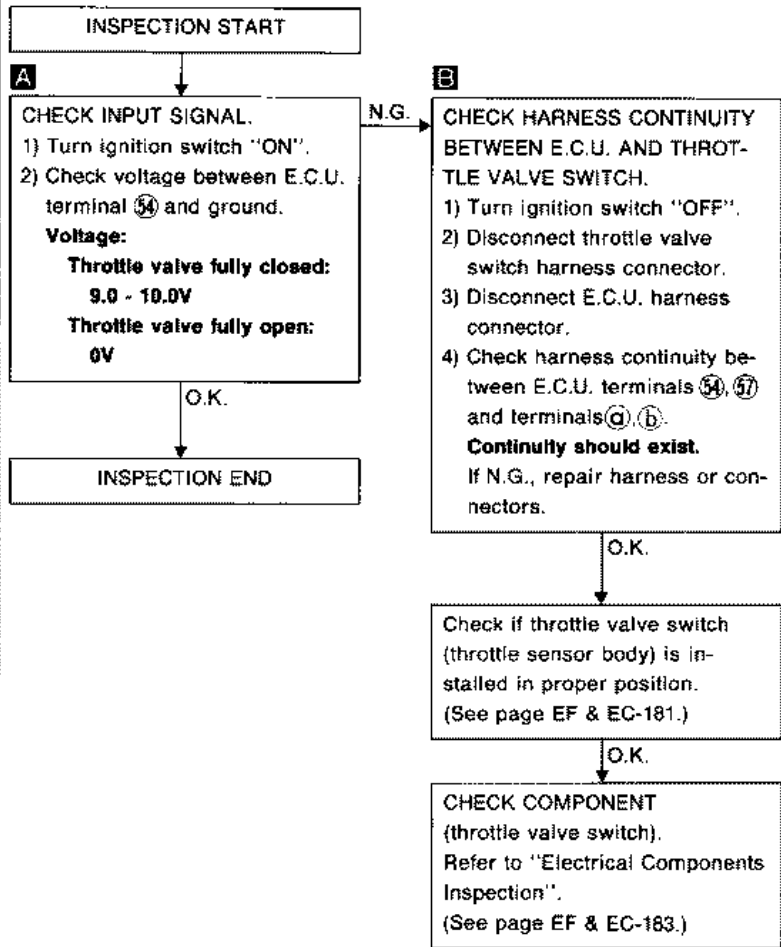 INSPECTION START
A
CHECK INPUT SIGNAL.
1) Turn ignition switch "ON".
2) Check voltage between E.C.U.
terminal 54 and ground.
Voltage:
Throttle valve fully closed:
9.0 - 10.0V
Throttle valve fully open:
0V
N.G.
O.K.
INSPECTION END
B
CHECK HARNESS CONTINUITY
BETWEEN E.C.U. AND THROT-
TLE VALVE SWITCH.
1) Turn ignition switch "OFF".
2) Disconnect throttle valve
switch harness connector.
3) Disconnect E.C.U. harness
connector.
4) Check harness continuity be-
tween E.C.U. terminals 54, 57
and terminals a, b.
Continuity should exist.
If N.G., repair harness or con-
nectors.
O.K.
Check if throttle valve switch
(throttle sensor body) is in-
stalled in proper position.
(See page EF & EC-181.)
O.K.
CHECK COMPONENT
(throttle valve switch).
Refer to "Electrical Components
Inspection".
(See page EF & EC-183.)